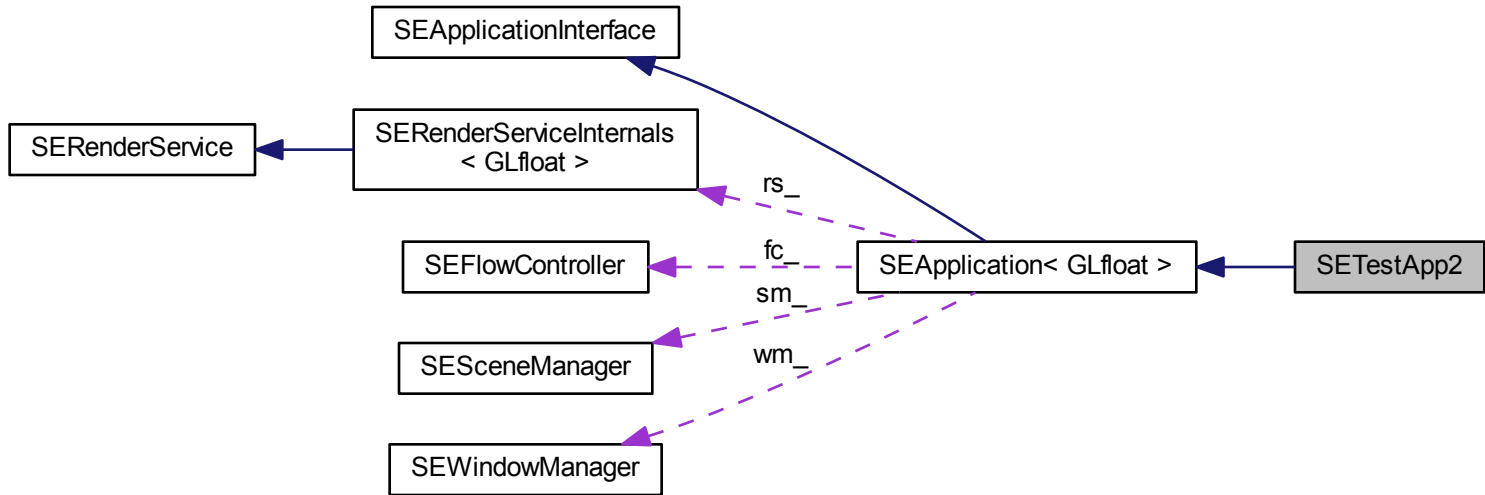 SEApplicationInterface
SERenderService
SERenderServiceInternals
< GLfloat >
rs_
SEFlowController
fc_
SEApplication< GLfloat >
SETestApp2
sm_
SESceneManager
wm_
SEWindowManager